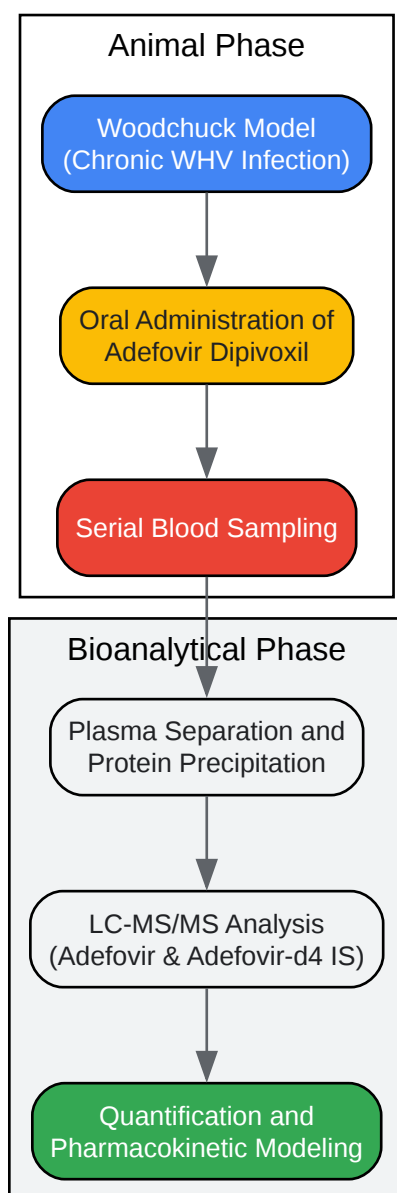 Animal Phase
Woodchuck Model
(Chronic WHV Infection)
Oral Administration of
Adefovir Dipivoxil
Serial Blood Sampling
Bioanalytical Phase
Plasma Separation and
Protein Precipitation
LC-MS/MS Analysis
(Adefovir & Adefovir-d4 IS)
Quantification and
Pharmacokinetic Modeling